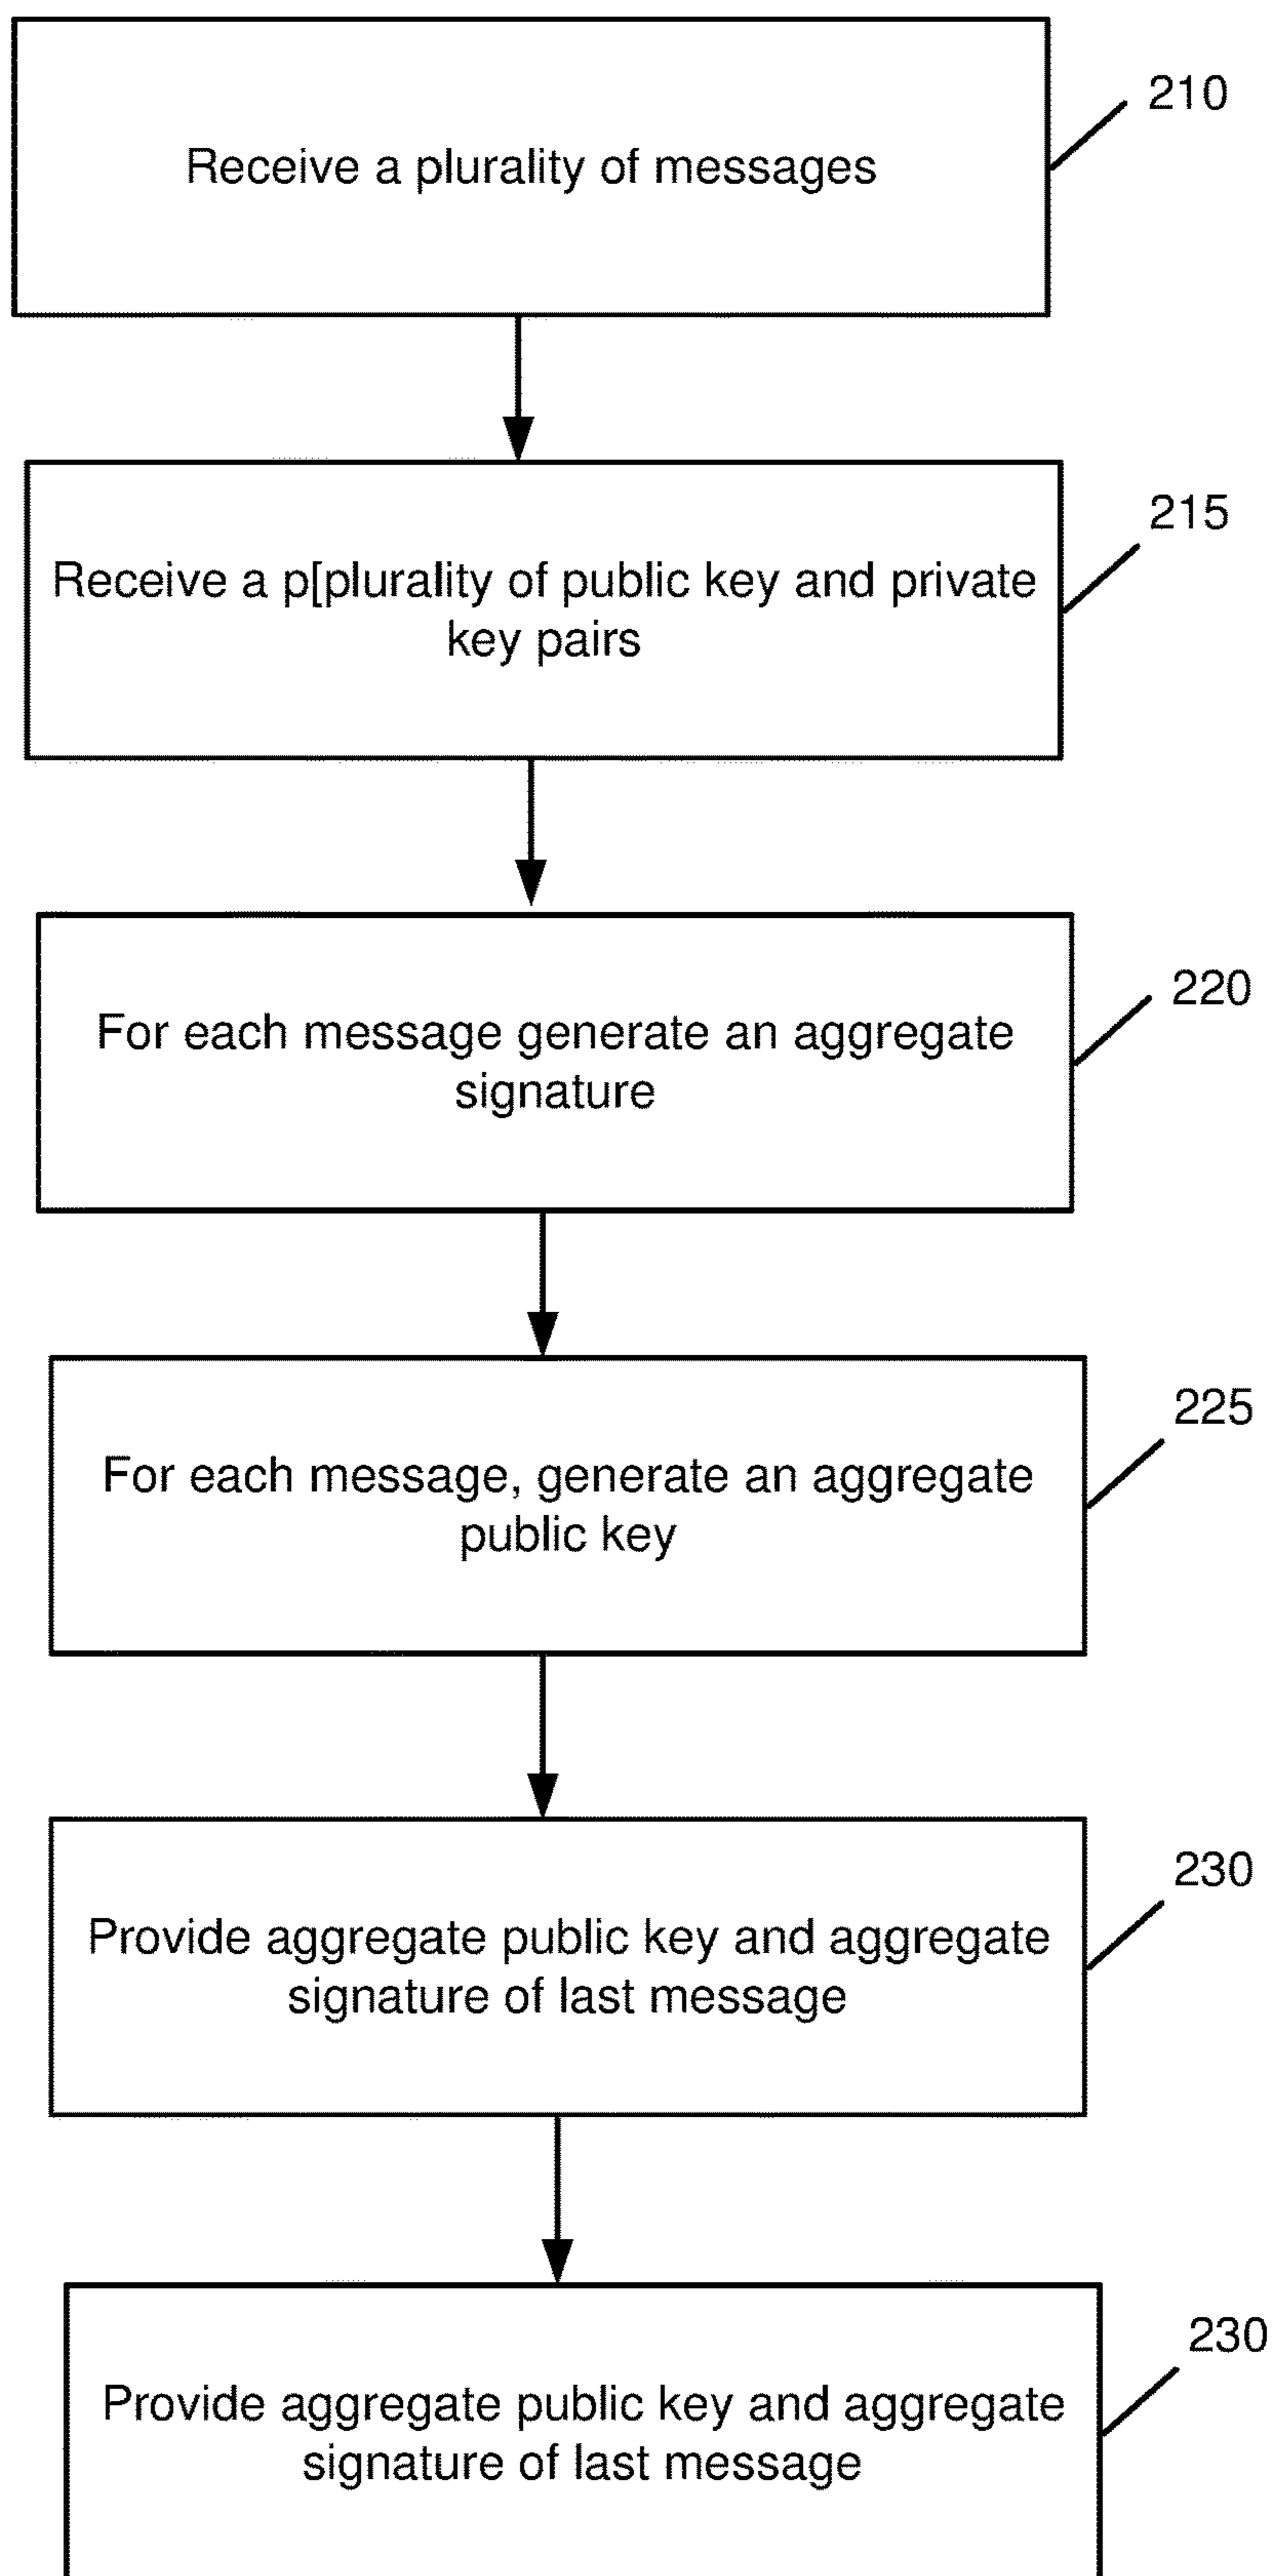 210
Receive a plurality of messages
215
Receive a p[plurality of public key and private
key pairs
220
For each message generate an aggregate
signature
225
For each message, generate an aggregate
public key
230
Provide aggregate public key and aggregate
signature of last message
230
Provide aggregate public key and aggregate
signature of last message